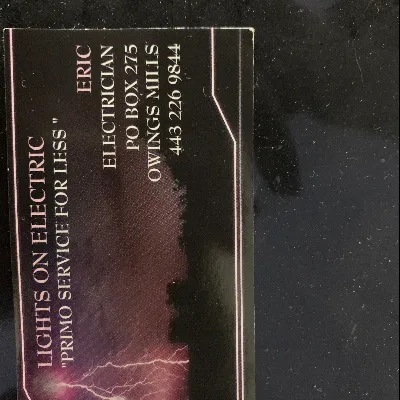 LIGHTS ON ELECTRIC
"PRIMO SERVICE FOR LESS "
ERIC
ELECTRICIAN
PO BOX 275
OWINGS MILLS
443 226 9844